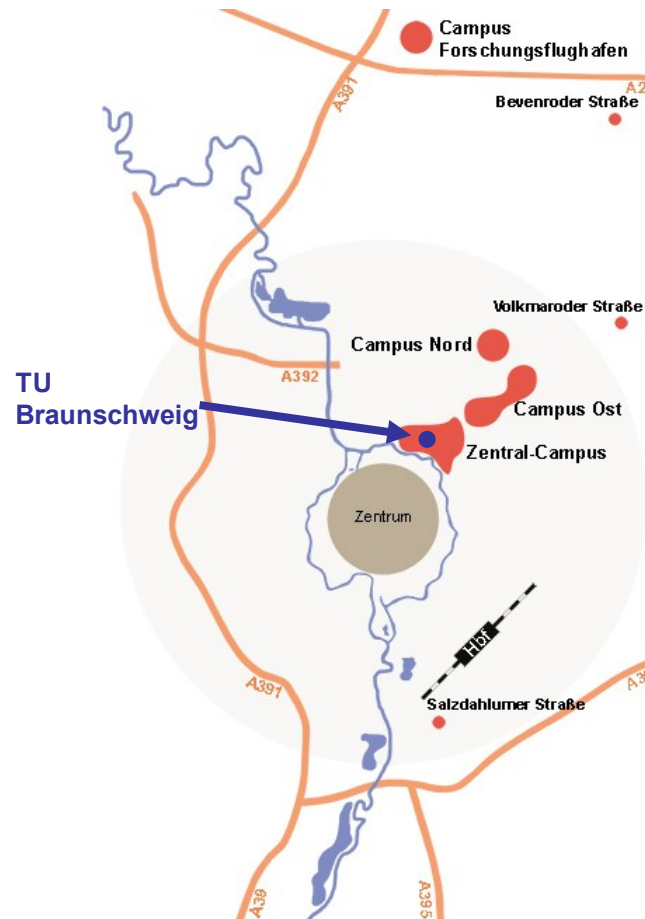 Campus
Forschungsflughafen
A391
A2
Bevenroder Straße
Volkmaroder Straße
Campus Nord
A392
TU
Braunschweig
Campus Ost
Zentral-Campus
Zentrum
Hbf
A391
Salzdahlumer Straße
A39
A395